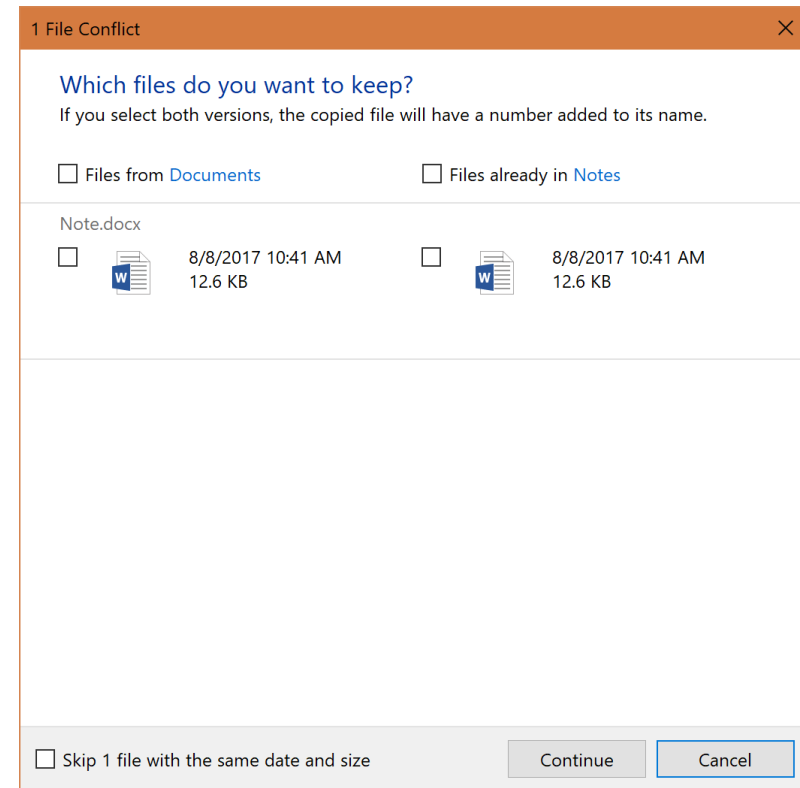 1 File Conflict
Which files do you want to keep?
If you select both versions, the copied file will have a number added to its name.
Files from Documents
Files already in Notes
Note.docx
W
8/8/2017 10:41 AM
12.6 KB
W
8/8/2017 10:41 AM
12.6 KB
Skip 1 file with the same date and size
Continue
Cancel